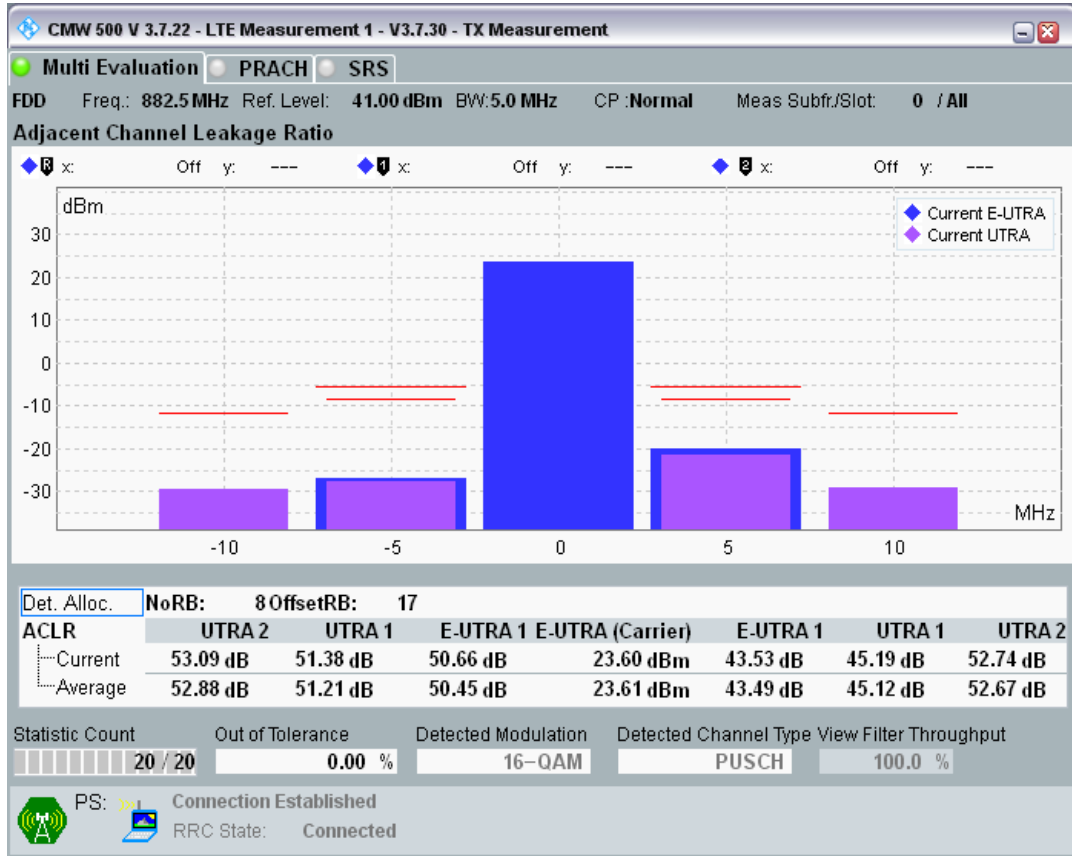 CMW 500 V 3.7.22 - LTE Measurement 1 - V3.7.30 - TX Measurement
Multi Evaluation PRACH SRS
FDD Freq.: 882.5 MHz Ref. Level: 41.00 dBm BW:5.0 MHz CP :Normal Meas Subfr./Slot: 0 / All
Adjacent Channel Leakage Ratio
R x: Off y: --- 1 x: Off y: --- 2 x: Off y: ---
dBm
Current E-UTRA
Current UTRA
30
20
10
0
-10
-20
-30
MHz
-10 -5 0 5 10
Det. Alloc. NoRB: 8 OffsetRB: 17
ACLR UTRA 2 UTRA 1 E-UTRA 1 E-UTRA (Carrier) E-UTRA 1 UTRA 1 UTRA 2
Current 53.09 dB 51.38 dB 50.66 dB 23.60 dBm 43.53 dB 45.19 dB 52.74 dB
Average 52.88 dB 51.21 dB 50.45 dB 23.61 dBm 43.49 dB 45.12 dB 52.67 dB
Statistic Count Out of Tolerance Detected Modulation Detected Channel Type View Filter Throughput
20 / 20 0.00 % 16-QAM PUSCH 100.0 %
PS: Connection Established
RRC State: Connected